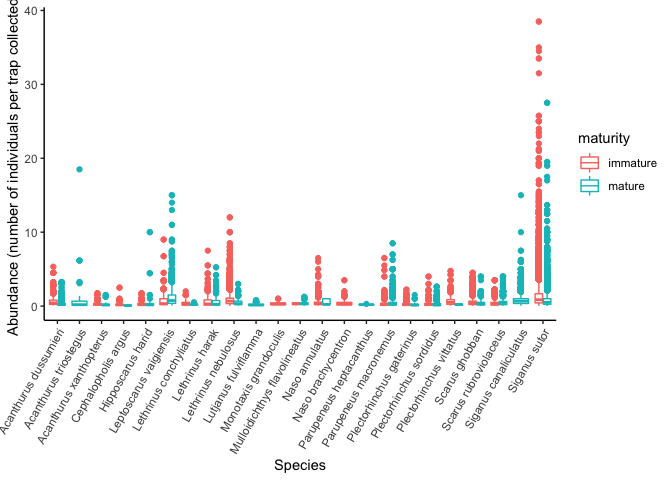 Abundance (number of individuals per trap collected
40
30
20
10
0
Acanthurus dussumieri
Acanthurus triostegus
Acanthurus xanthopterus
Cephalopholis argus
Hipposcarus harid
Leptoscarus vaigiensis
Lethrinus conchyliatus
Lethrinus harak
Lethrinus nebulosus
Lutjanus fulviflamma
Monotaxis grandoculis
Mulloidichthys flavolineatus
Naso annulatus
Naso brachycentron
Parupeneus heptacanthus
Parupeneus macronemus
Plectorhinchus gaterinus
Plectorhinchus sordidus
Plectorhinchus vittatus
Scarus ghobban
Scarus rubroviolaceus
Siganus canaliculatus
Siganus sutor
Species
maturity
immature
mature